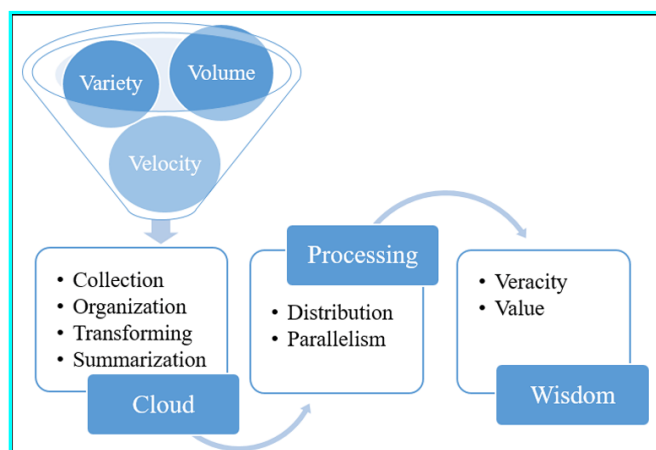 Variety
Volume
Velocity
• Collection
• Organization
• Transforming
• Summarization
Cloud
Processing
• Distribution
• Parallelism
• Veracity
• Value
Wisdom